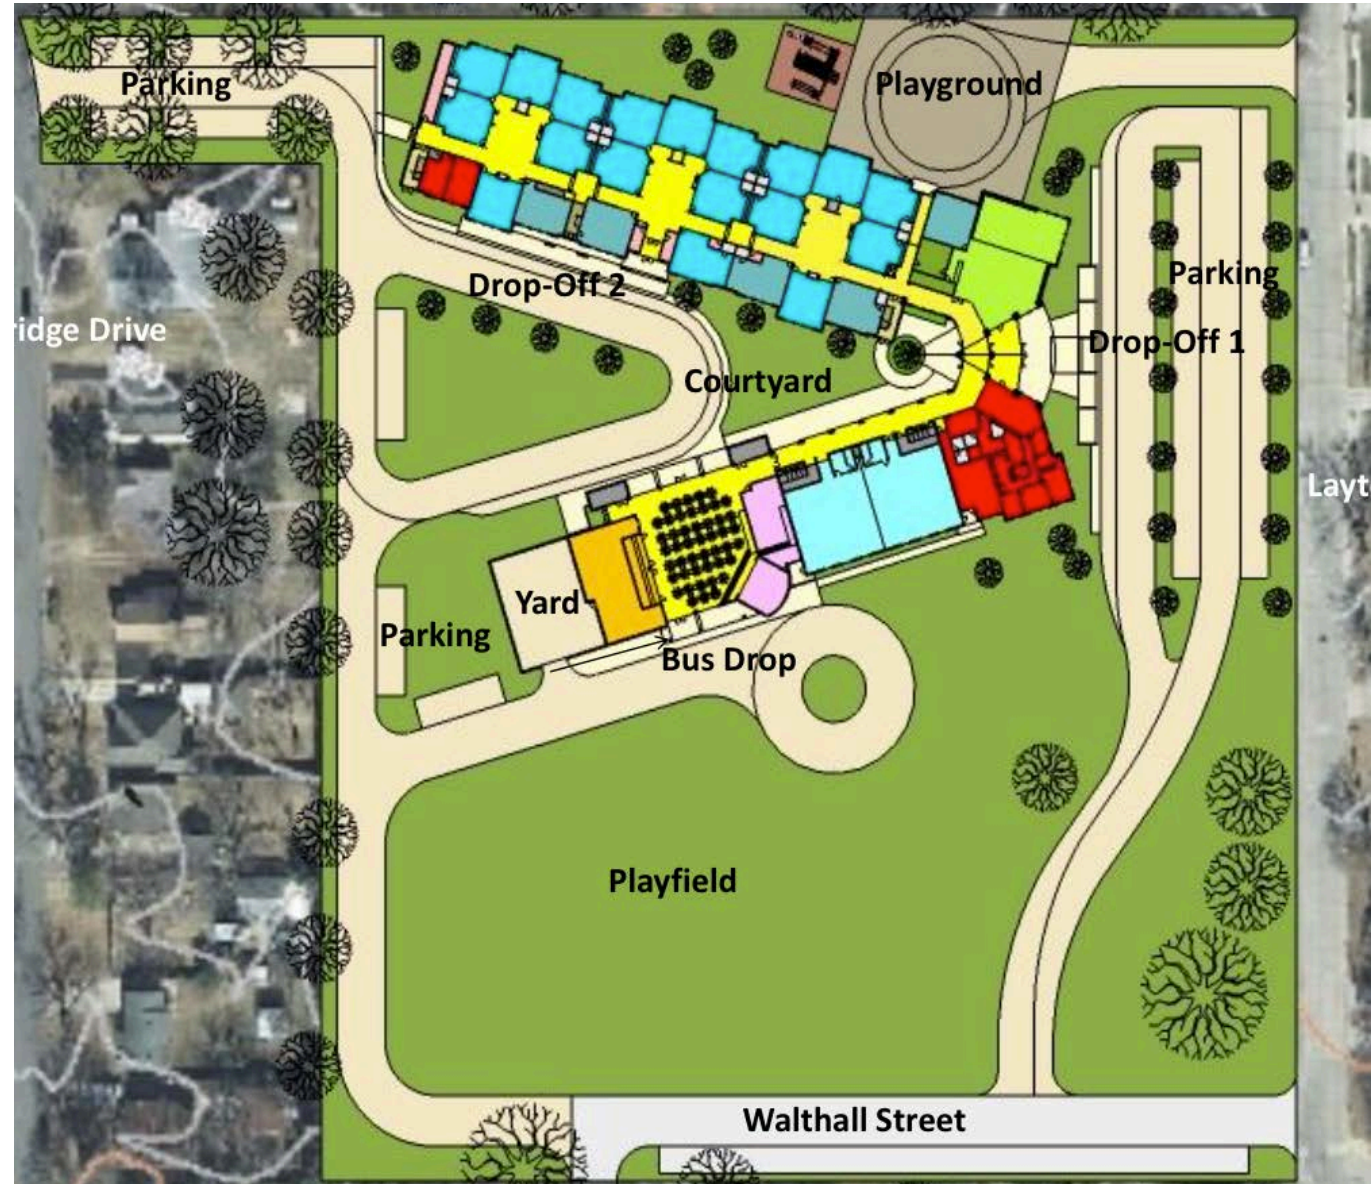 Parking
Playground
Parking
Drop-Off 2
ridge Drive
Drop-Off 1
Courtyard
Layt
Yard
Parking
Bus Drop
Playfield
Walthall Street